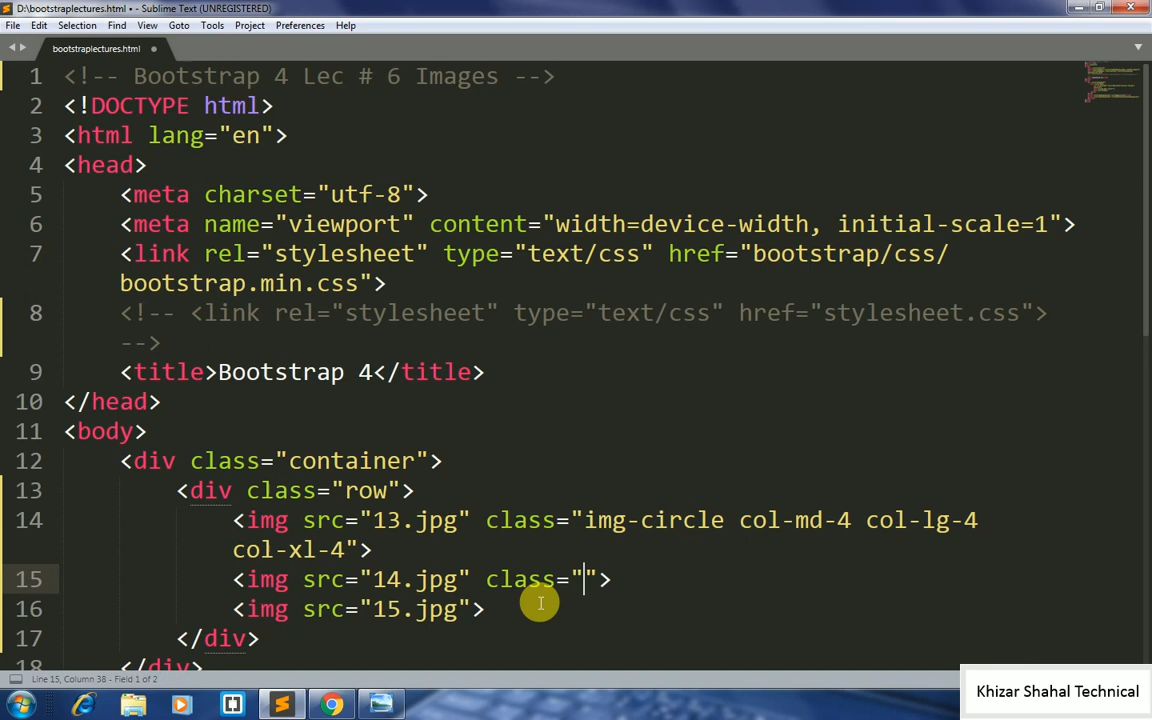 D:\bootstraplectures.html • - Sublime Text (UNREGISTERED)
File Edit Selection Find View Goto Tools Project Preferences Help
bootstraplectures.html
1 <!-- Bootstrap 4 Lec # 6 Images -->
2 <!DOCTYPE html>
3 <html lang="en">
4 <head>
5 <meta charset="utf-8">
6 <meta name="viewport" content="width=device-width, initial-scale=1">
7 <link rel="stylesheet" type="text/css" href="bootstrap/css/
bootstrap.min.css">
8 <!-- <link rel="stylesheet" type="text/css" href="stylesheet.css">
-->
9 <title>Bootstrap 4</title>
10 </head>
11 <body>
12 <div class="container">
13 <div class="row">
14 <img src="13.jpg" class="img-circle col-md-4 col-lg-4
col-xl-4">
15 <img src="14.jpg" class="">
16 <img src="15.jpg">
17 </div>
18 </div>
Line 15, Column 38 - Field 1 of 2
Khizar Shahal Technical